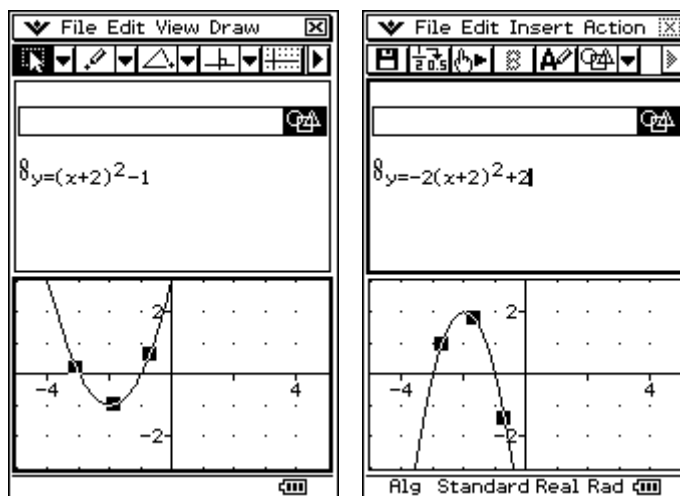 File Edit View Draw
y=(x+2)²-1
2
-4
4
-2
File Edit Insert Action
y=-2(x+2)²+2
2
-4
4
-2
Alg Standard Real Rad